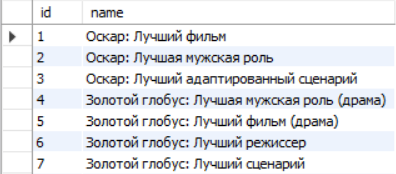 id name
1 Оскар: Лучший фильм
2 Оскар: Лучшая мужская роль
3 Оскар: Лучший адаптированный сценарий
4 Золотой глобус: Лучшая мужская роль (драма)
5 Золотой глобус: Лучший фильм (драма)
6 Золотой глобус: Лучший режиссер
7 Золотой глобус: Лучший сценарий